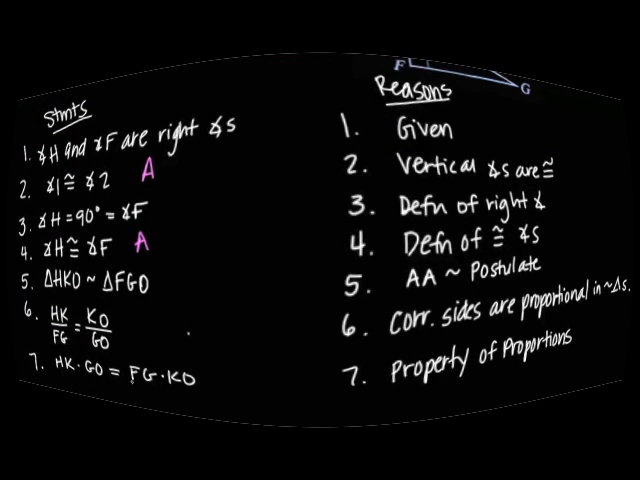 F
G
Stmts
Reasons
1. ∡H and ∡F are right ∡s
1. Given
2. ∡1 ≅ ∡2 A
2. Vertical ∡s are ≅
3. ∡H = 90° = ∡F
3. Defn of right ∡
4. ∡H ≅ ∡F A
4. Defn of ≅ ∡s
5. ΔHKO ~ ΔFGO
5. AA ~ Postulate
6. HK/FG = KO/GO
6. Corr. sides are proportional in ~Δs.
7. HK · GO = FG · KO
7. Property of Proportions